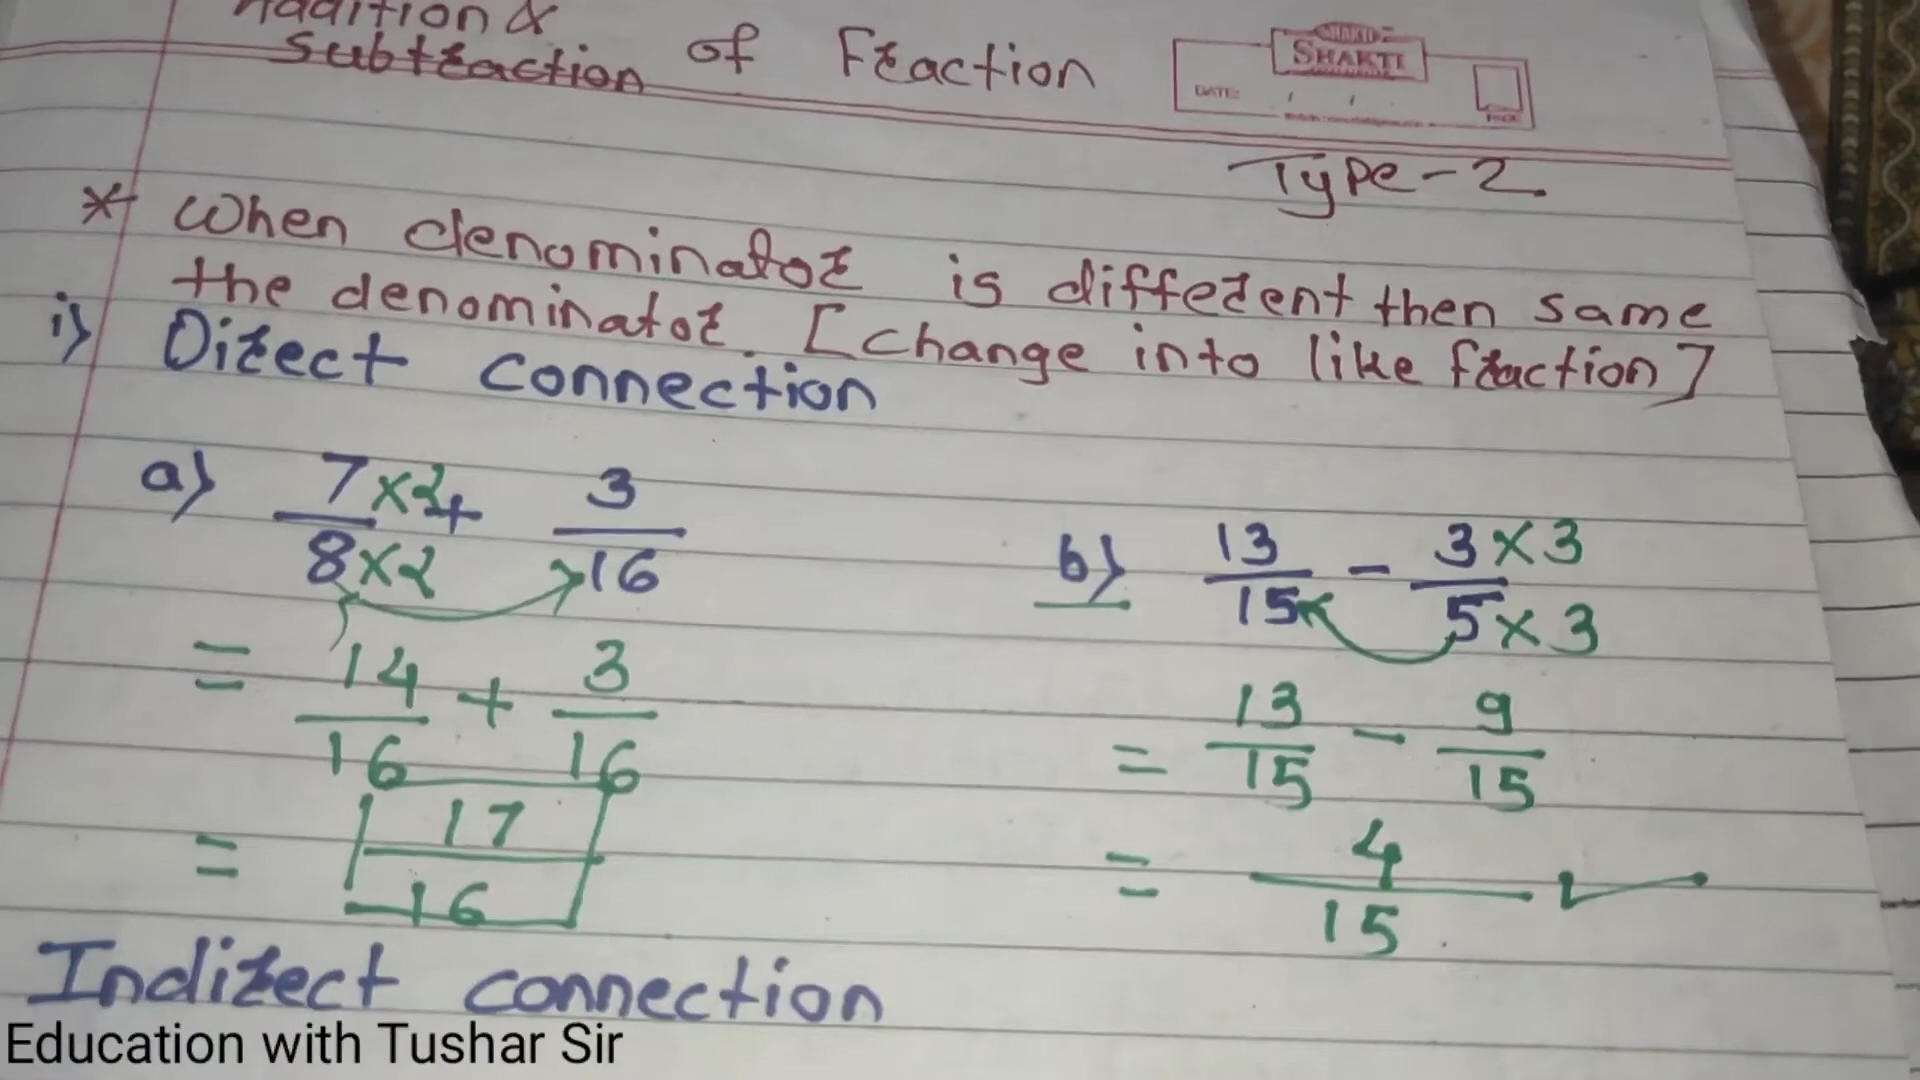 Addition &
Subtraction of Fraction
SHAKTI
SHAKTI
DATE: / /
Type-2.
* When denominator is different then same
the denominator. [change into like fraction]
i) Direct connection
a) 7×2/8×2 + 3/16
= 14/16 + 3/16
= 17/16
b) 13/15 - 3×3/5×3
= 13/15 - 9/15
= 4/15 ✓
Indirect connection
Education with Tushar Sir